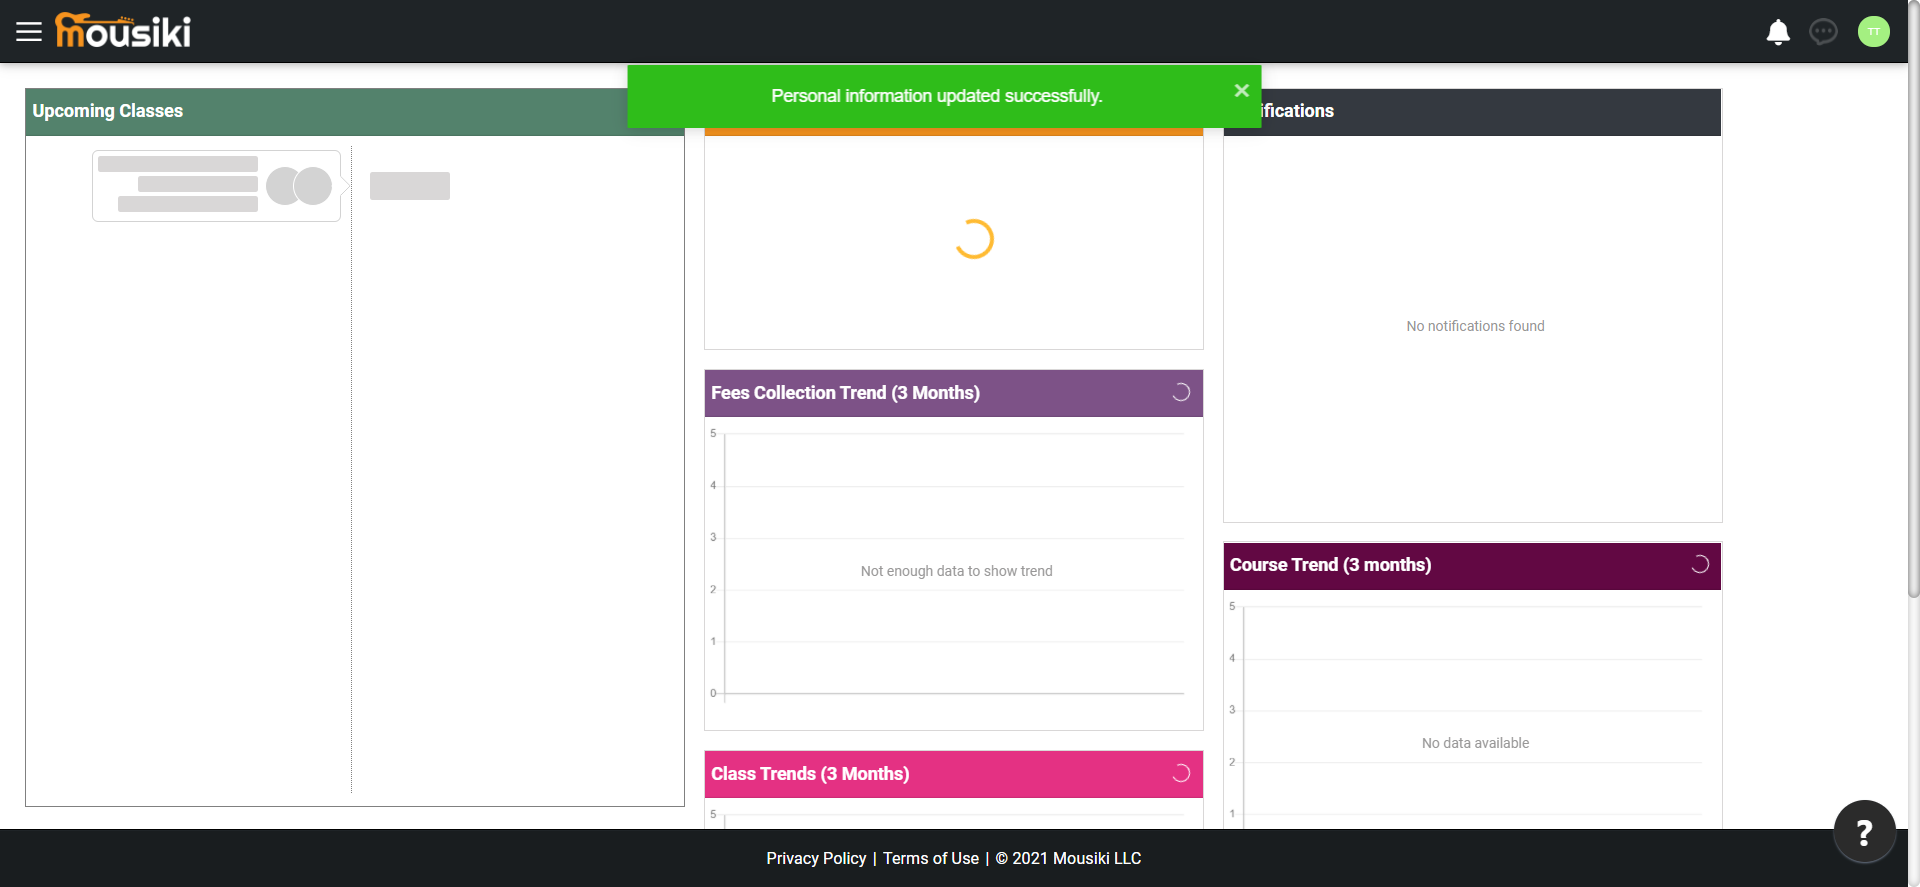 mousiki
TT
Personal information updated successfully.
×
Upcoming Classes
ifications
No notifications found
Fees Collection Trend (3 Months)
5
4
3
2
1
0
Not enough data to show trend
Course Trend (3 months)
5
4
3
2
1
No data available
Class Trends (3 Months)
5
?
Privacy Policy | Terms of Use | © 2021 Mousiki LLC